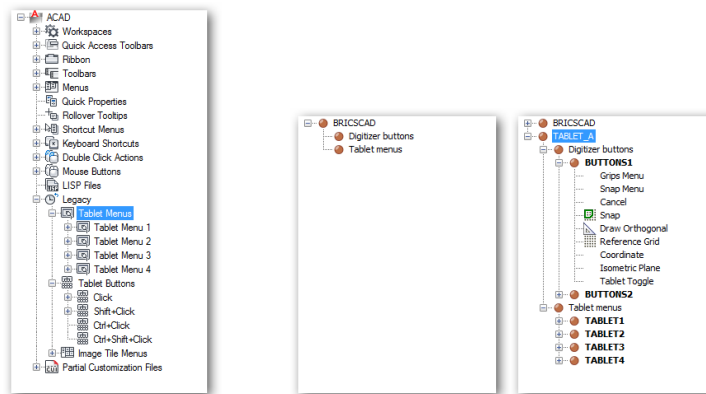 ACAD
Workspaces
Quick Access Toolbars
Ribbon
Toolbars
Menus
Quick Properties
Rollover Tooltips
Shortcut Menus
Keyboard Shortcuts
Double Click Actions
Mouse Buttons
LISP Files
Legacy
Tablet Menus
Tablet Menu 1
Tablet Menu 2
Tablet Menu 3
Tablet Menu 4
Tablet Buttons
Click
Shift+Click
Ctrl+Click
Ctrl+Shift+Click
Image Tile Menus
Partial Customization Files
BRICSCAD
Digitizer buttons
Tablet menus
BRICSCAD
TABLET_A
Digitizer buttons
BUTTONS1
Grips Menu
Snap Menu
Cancel
Snap
Draw Orthogonal
Reference Grid
Coordinate
Isometric Plane
Tablet Toggle
BUTTONS2
Tablet menus
TABLET1
TABLET2
TABLET3
TABLET4